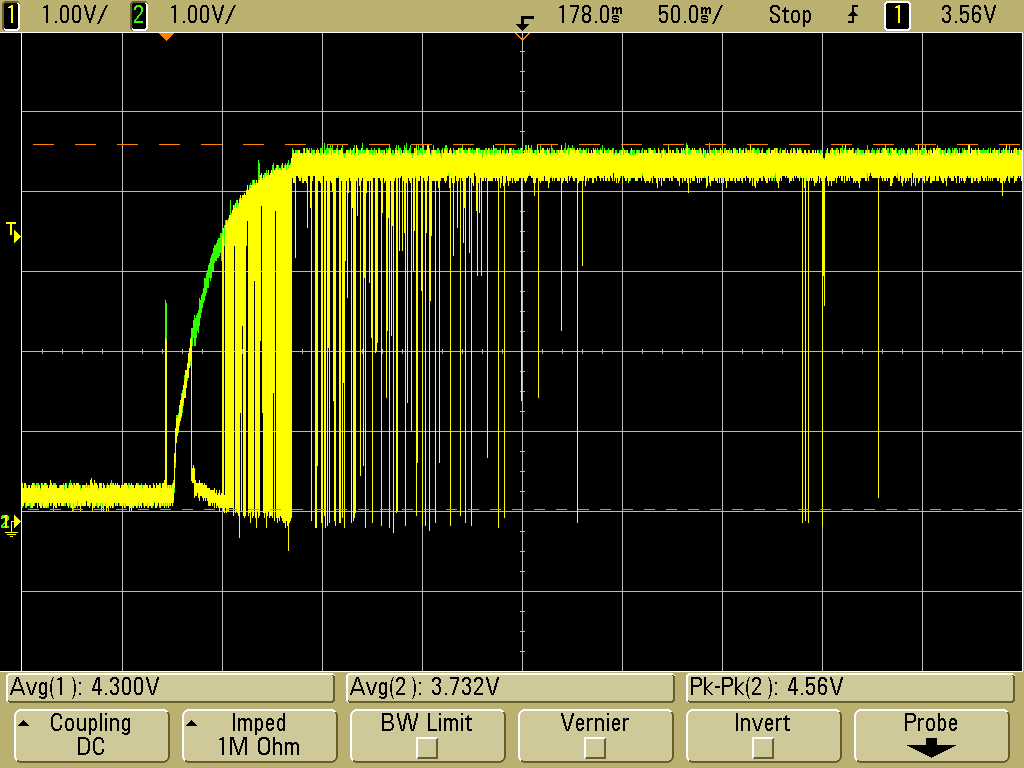 1 1.00V/ 2 1.00V/ 178.0ms 50.0ms/ Stop 1 3.56V
T
2
Avg(1): 4.300V Avg(2): 3.732V Pk-Pk(2): 4.56V
Coupling Imped BW Limit Vernier Invert Probe
DC 1M Ohm